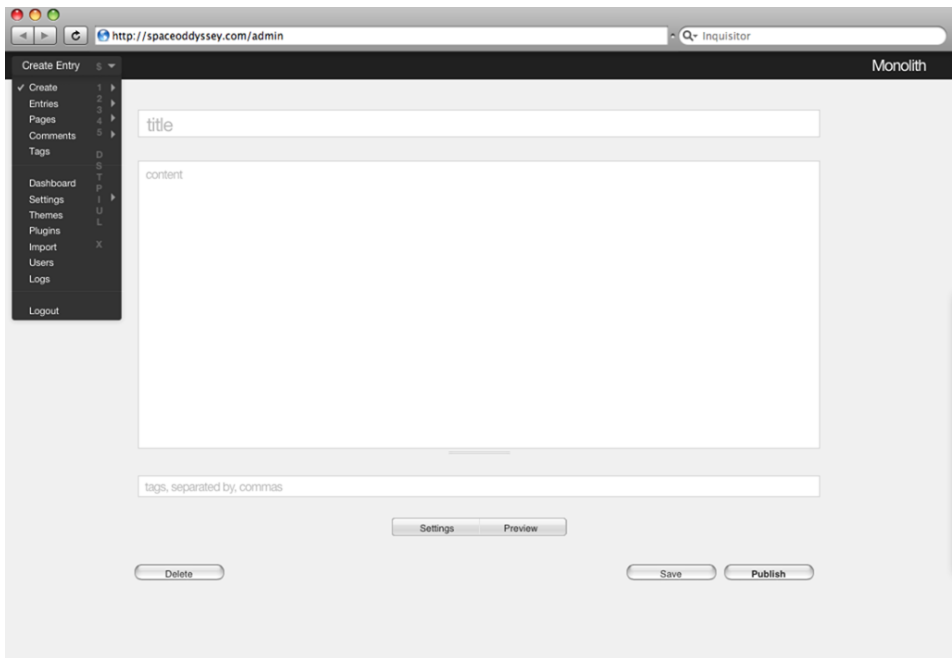 http://spaceoddyssey.com/admin
Inquisitor
Create Entry S
Monolith
Create 1
Entries 2
Pages 3
Comments 4
Tags 5
Dashboard D
Settings S
Themes T
Plugins P
Import I
Users U
Logs L
Logout X
title
content
tags, separated by, commas
Settings Preview
Delete Save Publish